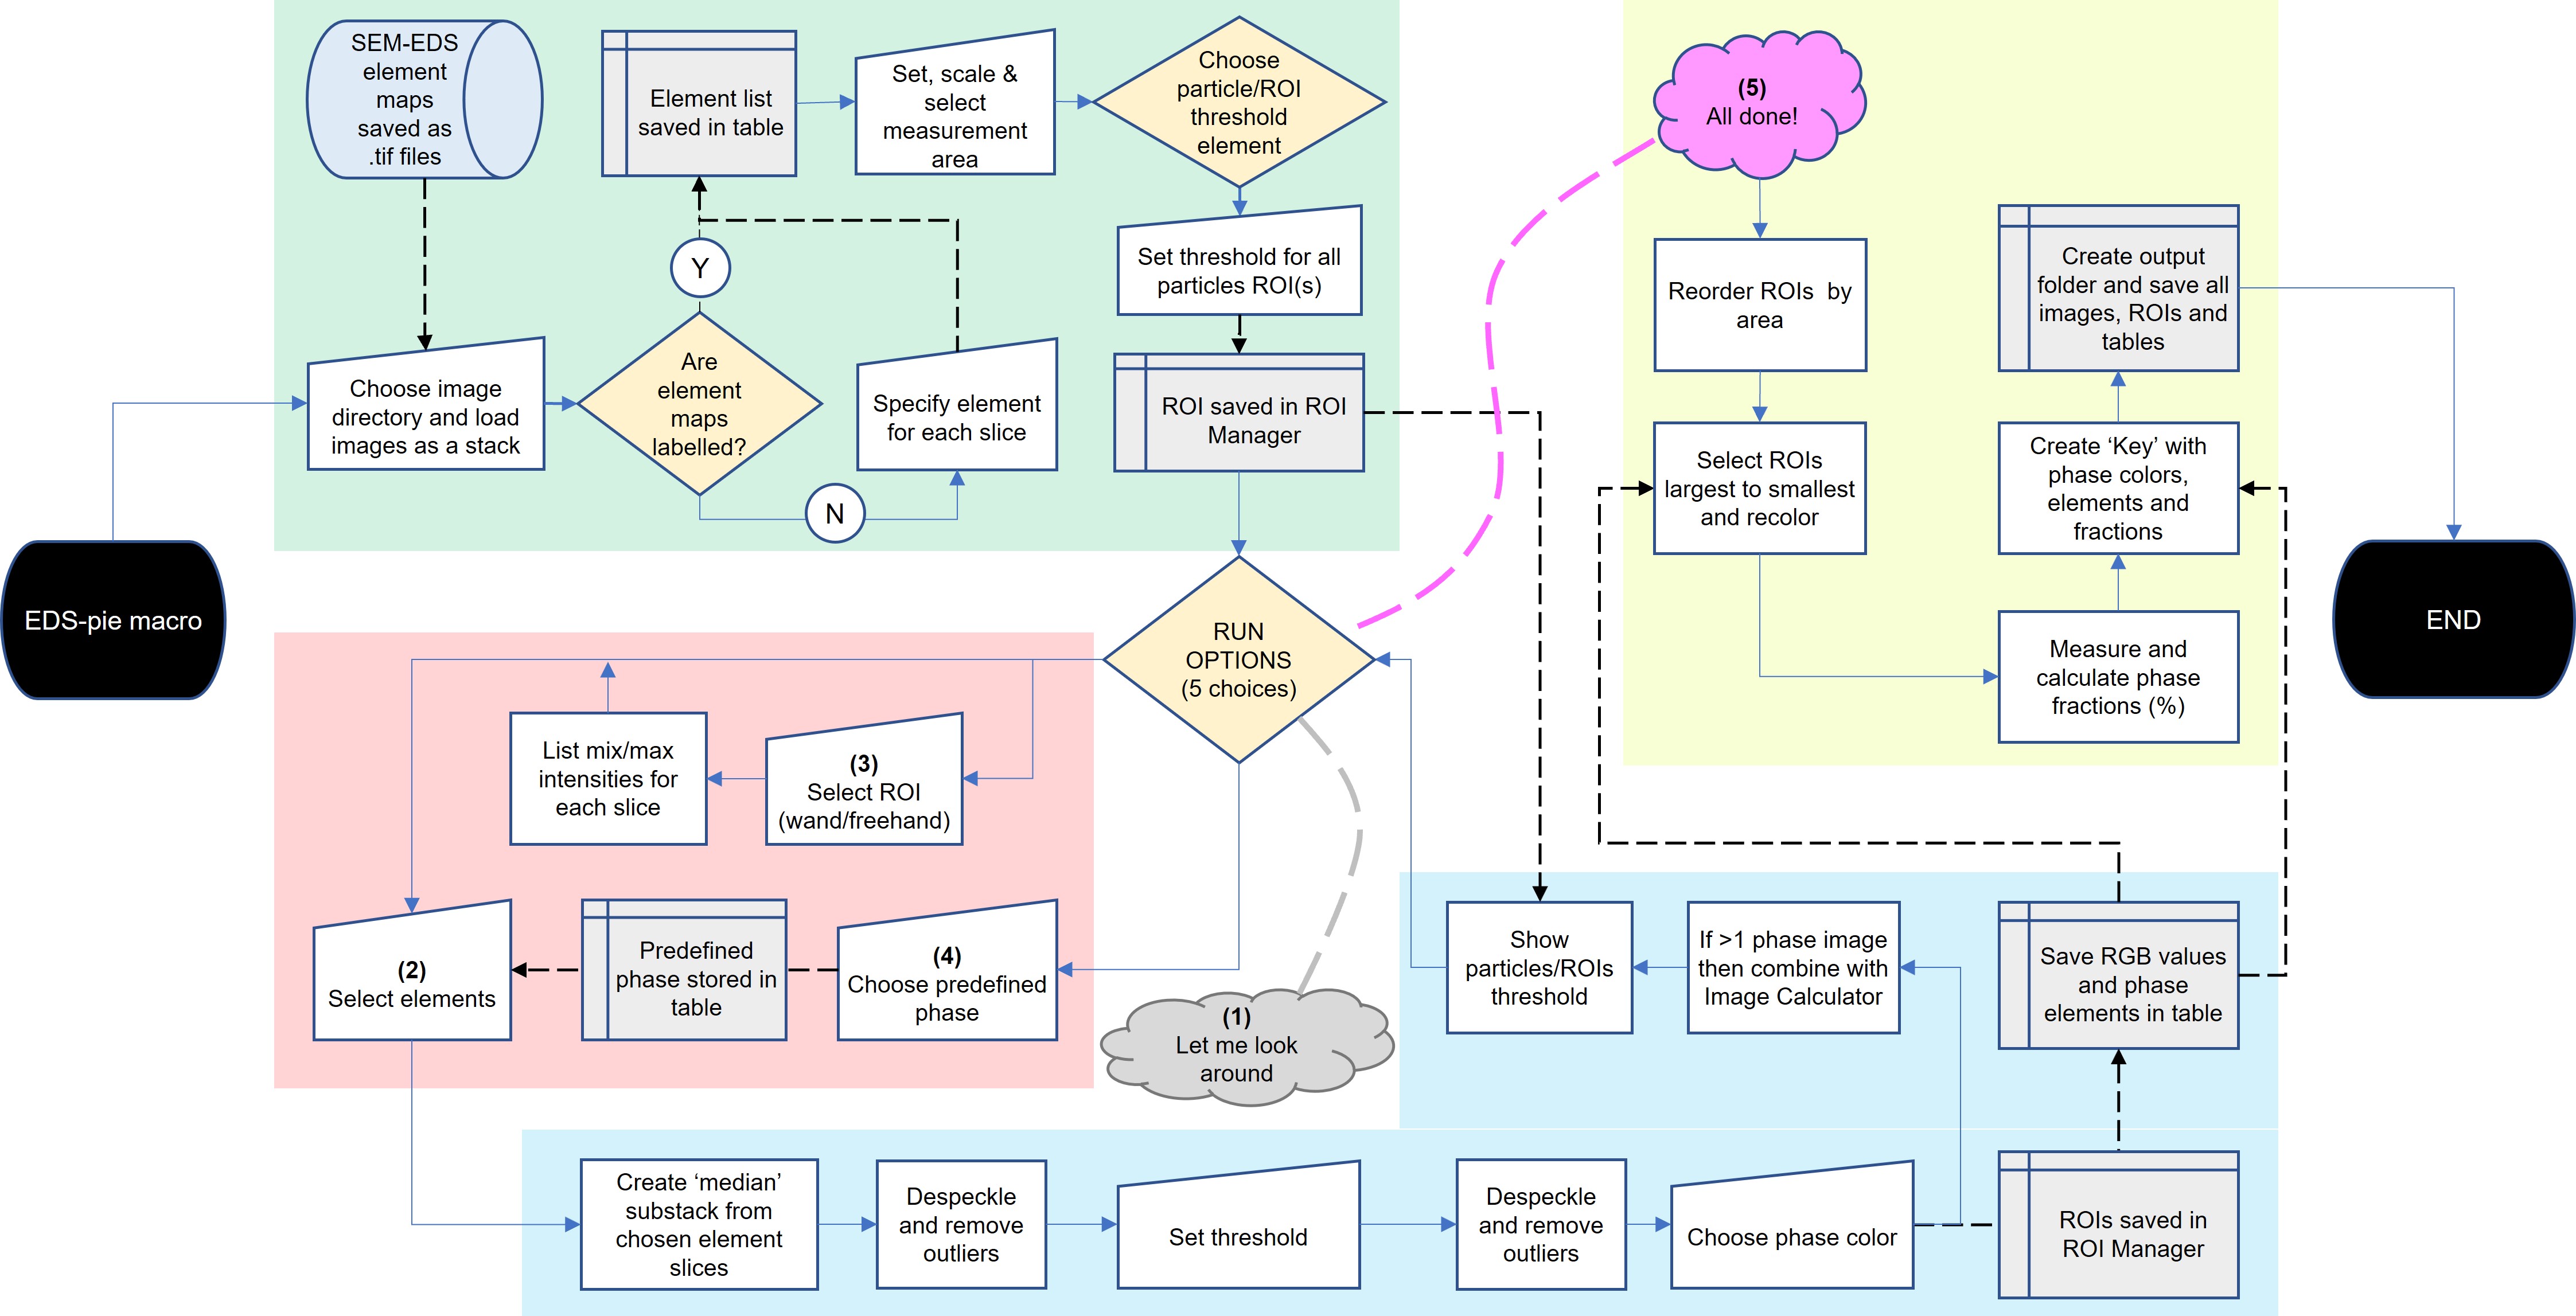 SEM-EDS
element
maps
saved as
.tif files
Element list
saved in table
Set, scale &
select
measurement
area
Choose
particle/ROI
threshold
element
Y
Set threshold for all
particles ROI(s)
Choose image
directory and load
images as a stack
Are
element
maps
labelled?
Specify element
for each slice
N
ROI saved in ROI
Manager
EDS-pie macro
RUN
OPTIONS
(5 choices)
List mix/max
intensities for
each slice
(3)
Select ROI
(wand/freehand)
(2)
Select elements
Predefined
phase stored in
table
(4)
Choose predefined
phase
(1)
Let me look
around
Create ‘median’
substack from
chosen element
slices
Despeckle
and remove
outliers
Set threshold
Despeckle
and remove
outliers
Choose phase color
ROIs saved in
ROI Manager
Show
particles/ROIs
threshold
If >1 phase image
then combine with
Image Calculator
Save RGB values
and phase
elements in table
(5)
All done!
Reorder ROIs by
area
Select ROIs
largest to smallest
and recolor
Measure and
calculate phase
fractions (%)
Create ‘Key’ with
phase colors,
elements and
fractions
Create output
folder and save all
images, ROIs and
tables
END